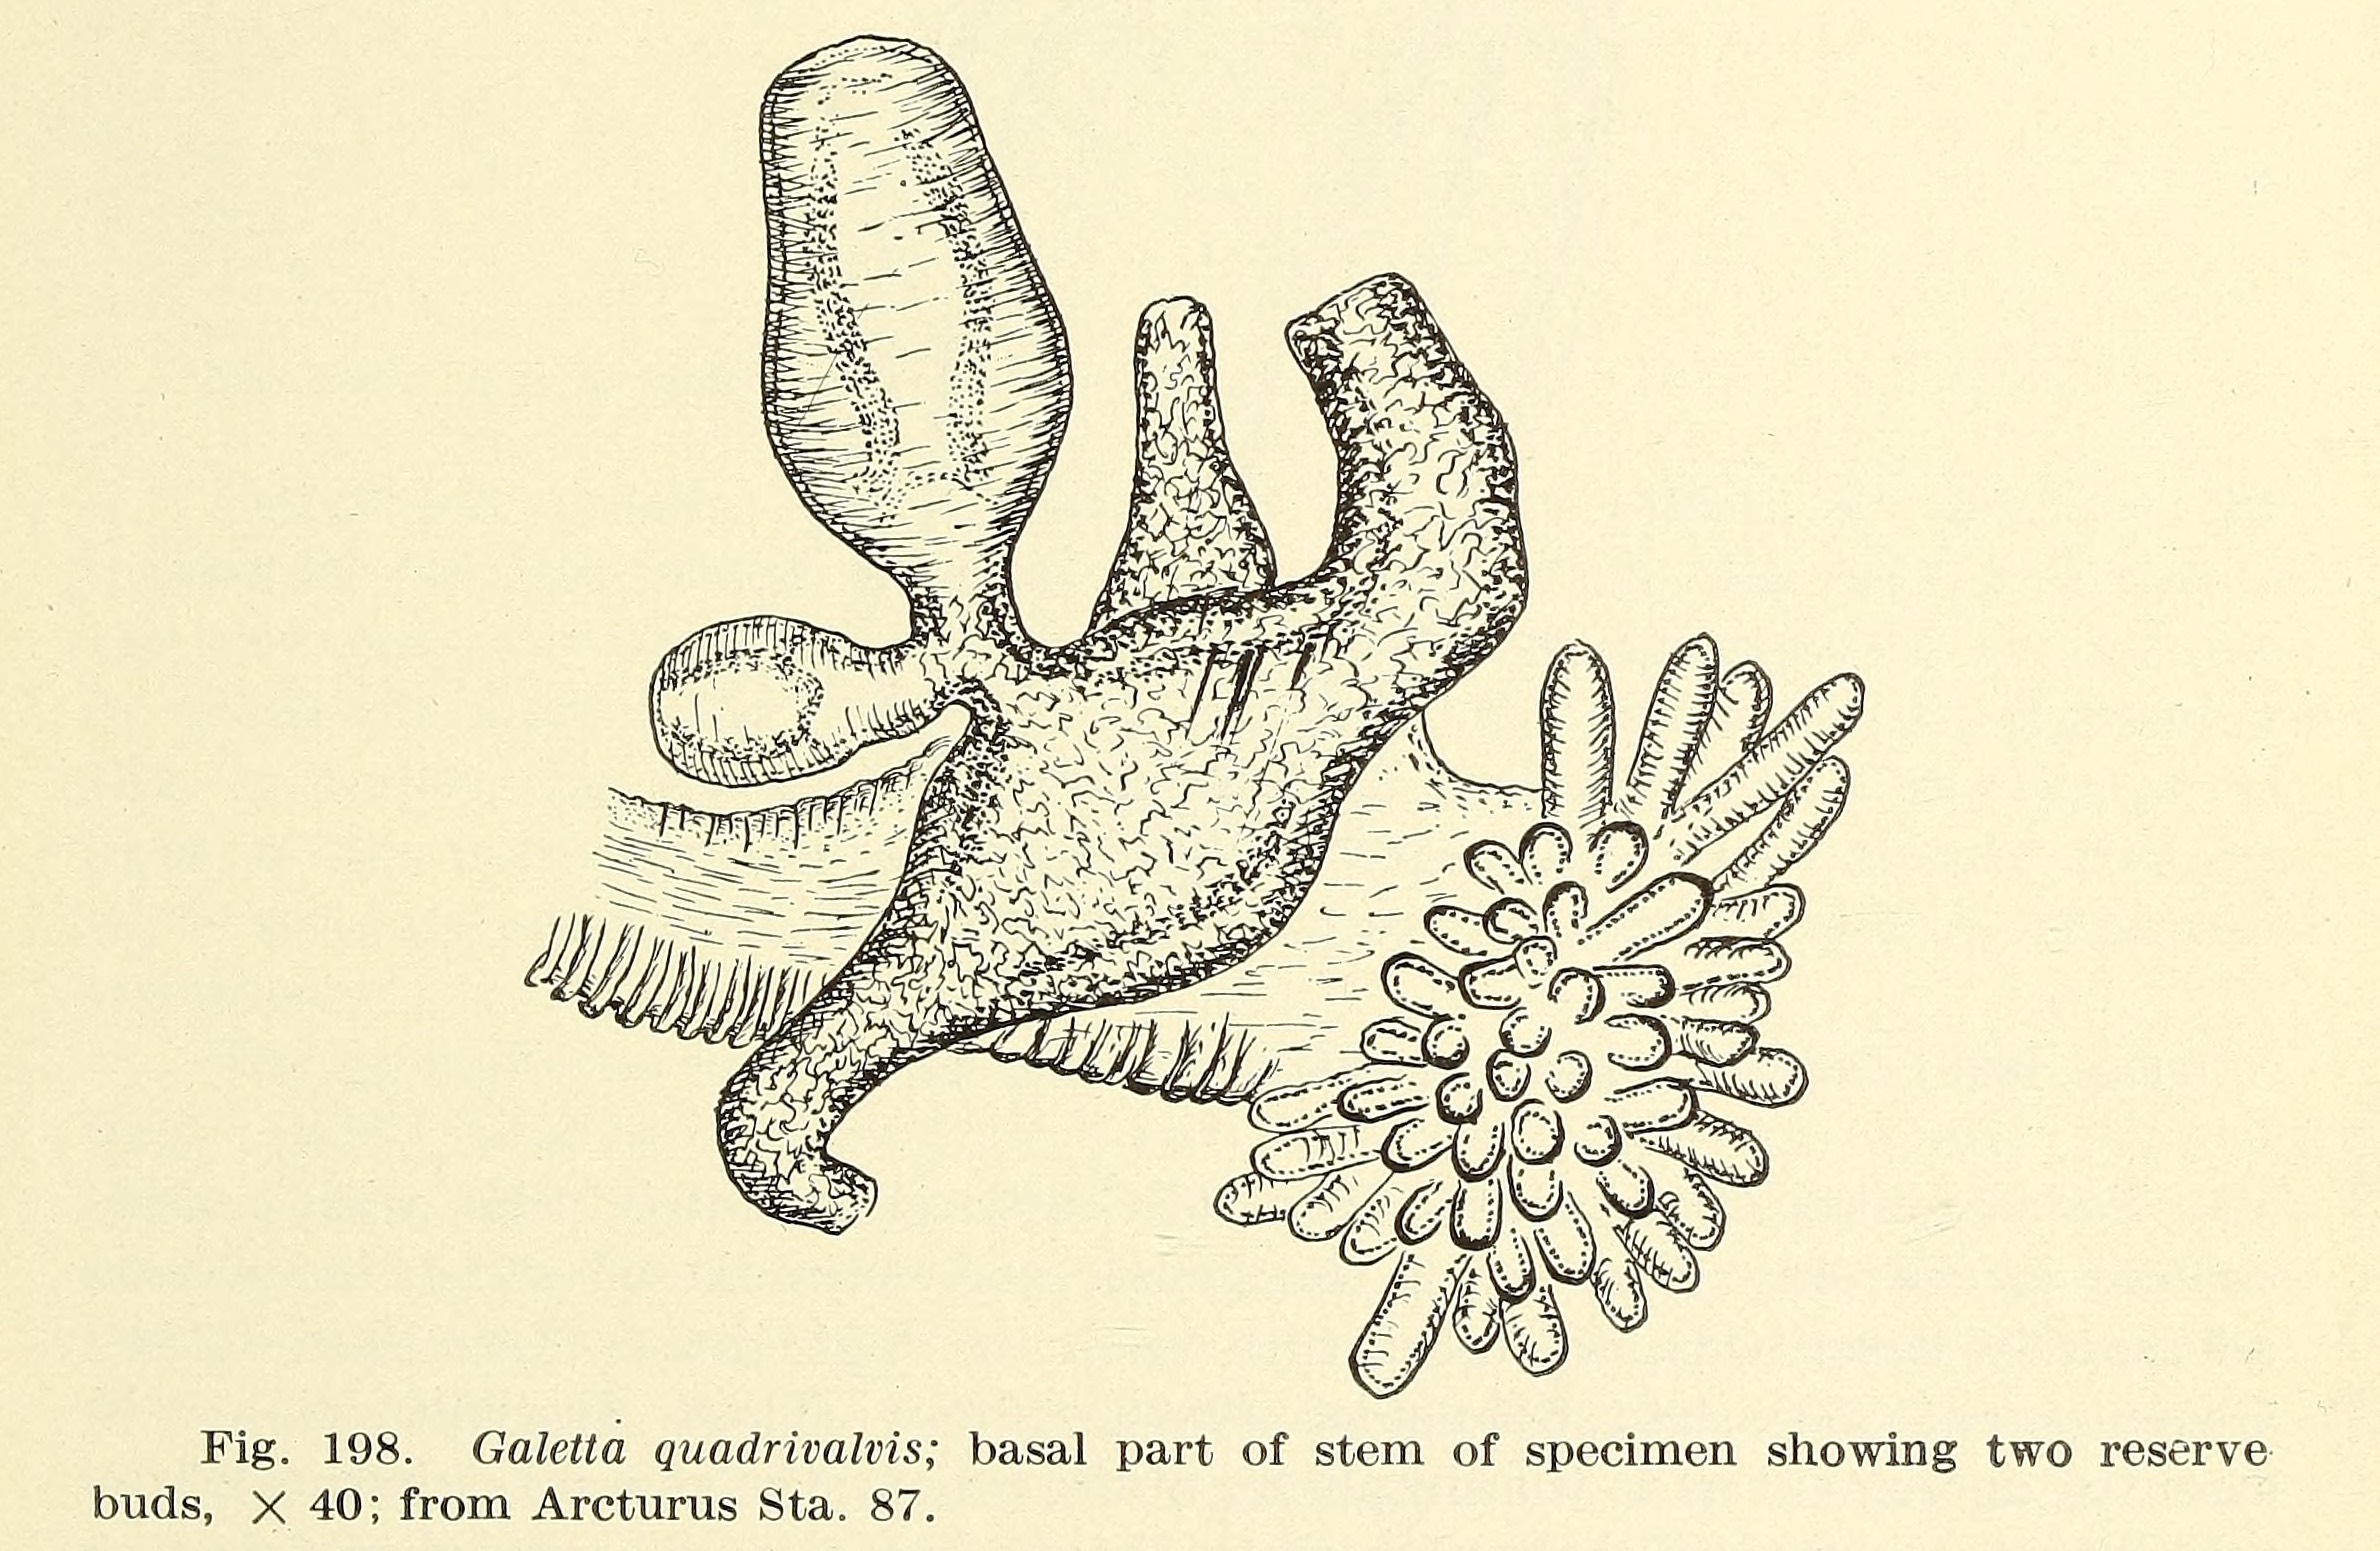 Fig. 198. Galetta quadrivalvis; basal part of stem of specimen showing two reserve
buds, × 40; from Arcturus Sta. 87.